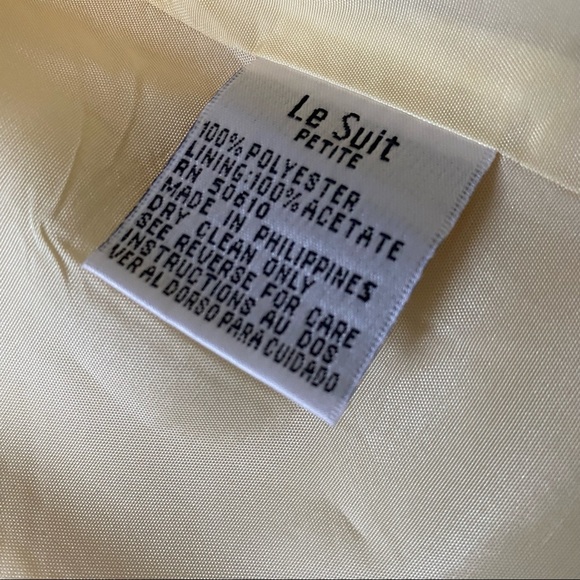 Le Suit
PETITE
100% POLYESTER
LINING:100% ACETATE
RN 50610
MADE IN PHILIPPINES
DRY CLEAN ONLY
SEE REVERSE FOR CARE
INSTRUCTIONS AU DOS
VER AL DORSO PARA CUIDADO